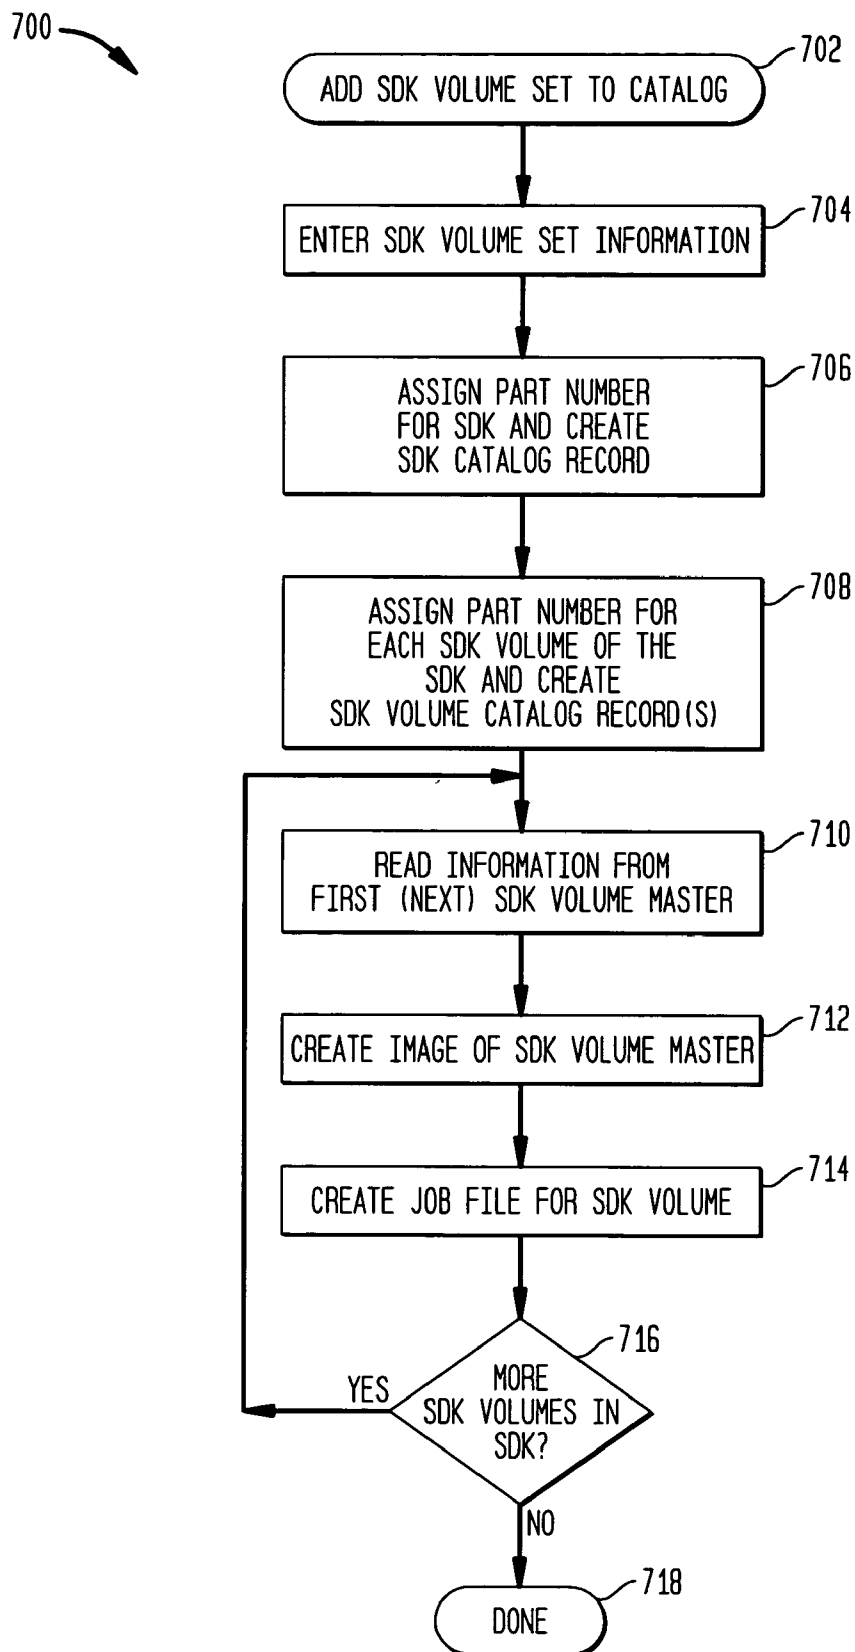 700
702
ADD SDK VOLUME SET TO CATALOG
704
ENTER SDK VOLUME SET INFORMATION
706
ASSIGN PART NUMBER
FOR SDK AND CREATE
SDK CATALOG RECORD
708
ASSIGN PART NUMBER FOR
EACH SDK VOLUME OF THE
SDK AND CREATE
SDK VOLUME CATALOG RECORD(S)
710
READ INFORMATION FROM
FIRST (NEXT) SDK VOLUME MASTER
712
CREATE IMAGE OF SDK VOLUME MASTER
714
CREATE JOB FILE FOR SDK VOLUME
716
MORE
SDK VOLUMES IN
SDK?
YES
NO
718
DONE